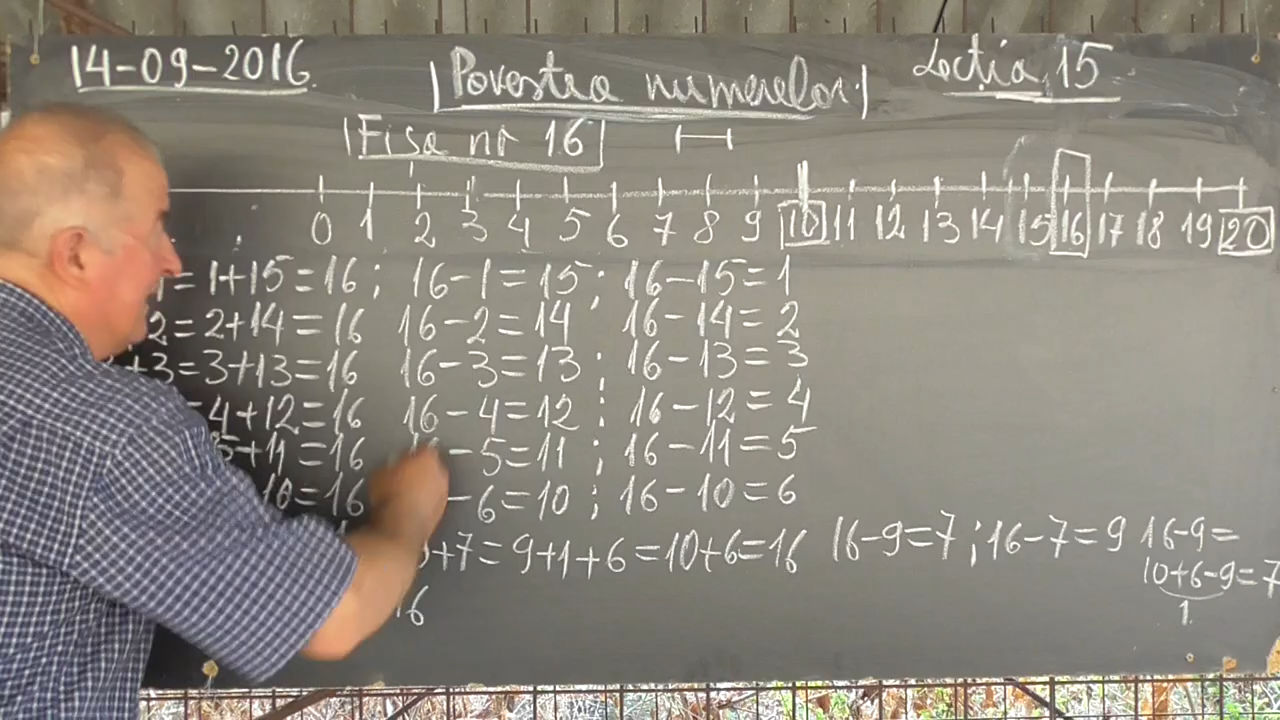 14-09-2016. Povestea numerelor Lectia 15
Fisa nr 16
0 1 2 3 4 5 6 7 8 9 10 11 12 13 14 15 16 17 18 19 20
1=1+15=16; 16-1=15; 16-15=1
2=2+14=16 16-2=14 16-14=2
+3=3+13=16 16-3=13; 16-13=3
=4+12=16 16-4=12; 16-12=4
5+11=16 -5=11; 16-11=5
10=16 -6=10; 16-10=6
+7=9+1+6=10+6=16 16-9=7; 16-7=9 16-9=
10+6-9=7
1
16